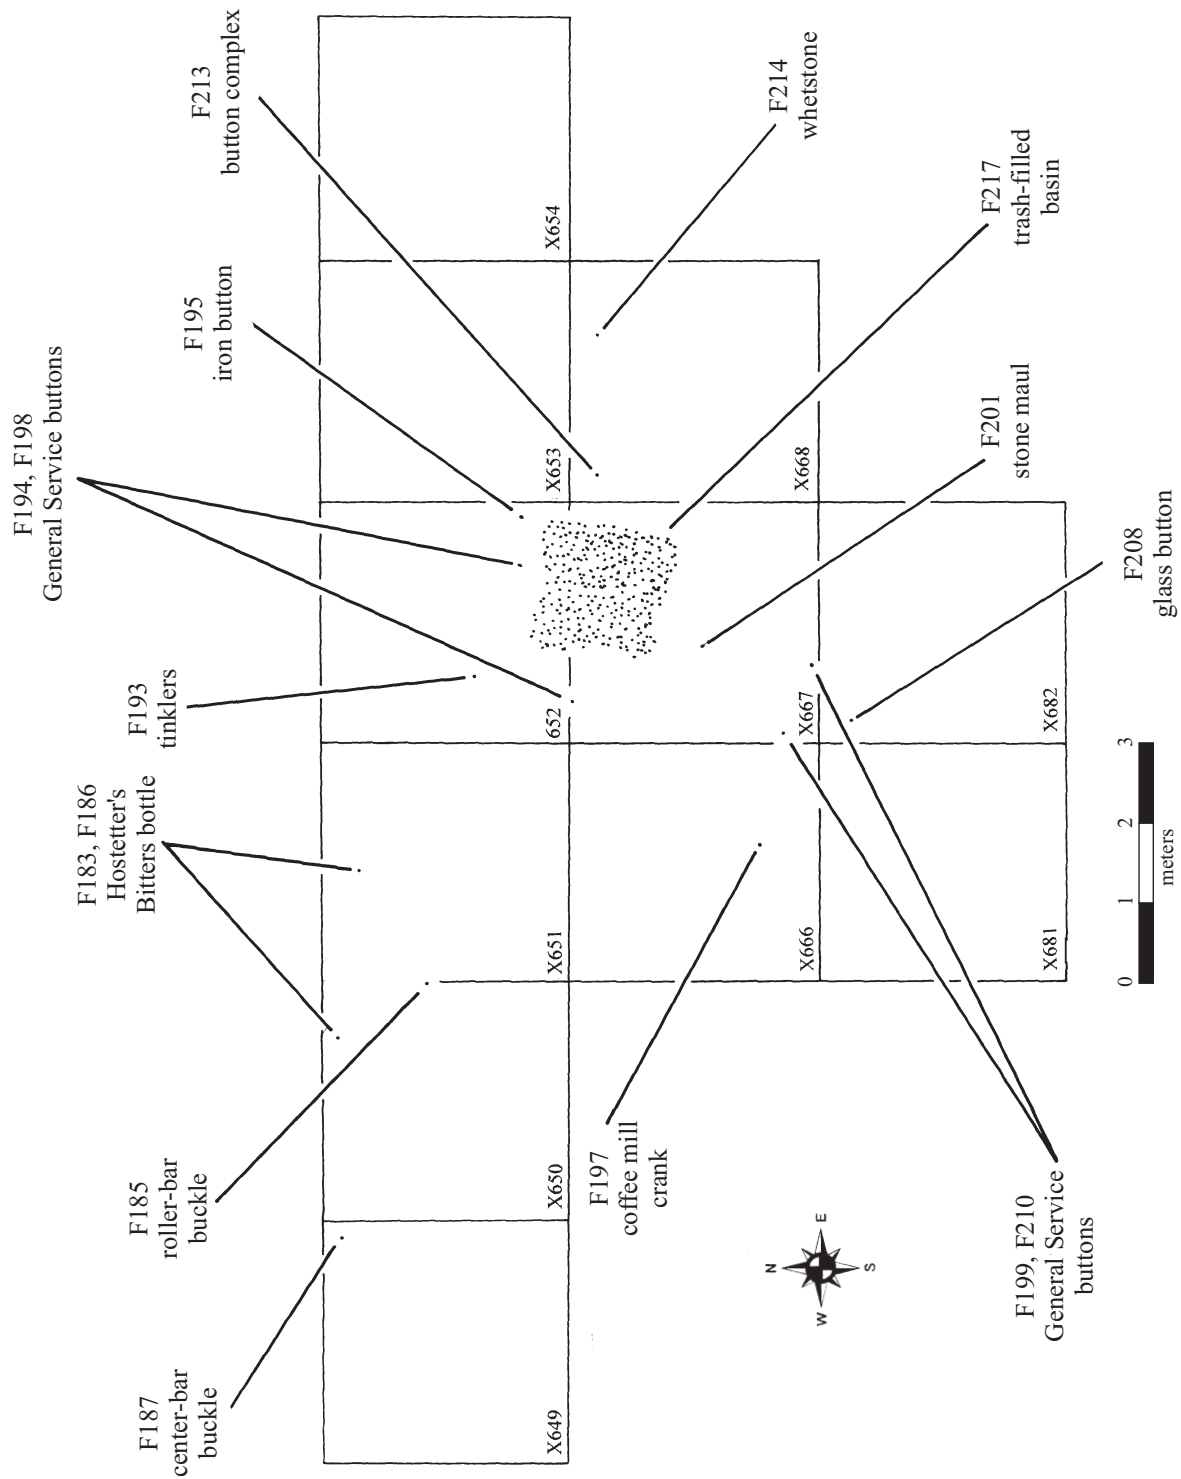 F194, F198
General Service buttons
F213
button complex
F195
iron button
F193
tinklers
F183, F186
Hostetter's
Bitters bottle
F185
roller-bar
buckle
F187
center-bar
buckle
F214
whetstone
F217
trash-filled
basin
F201
stone maul
F208
glass button
F197
coffee mill
crank
F199, F210
General Service
buttons
X649
X650
X651
652
X653
X654
X666
X667
X668
X681
X682
N
E
S
W
0
1
2
3
meters